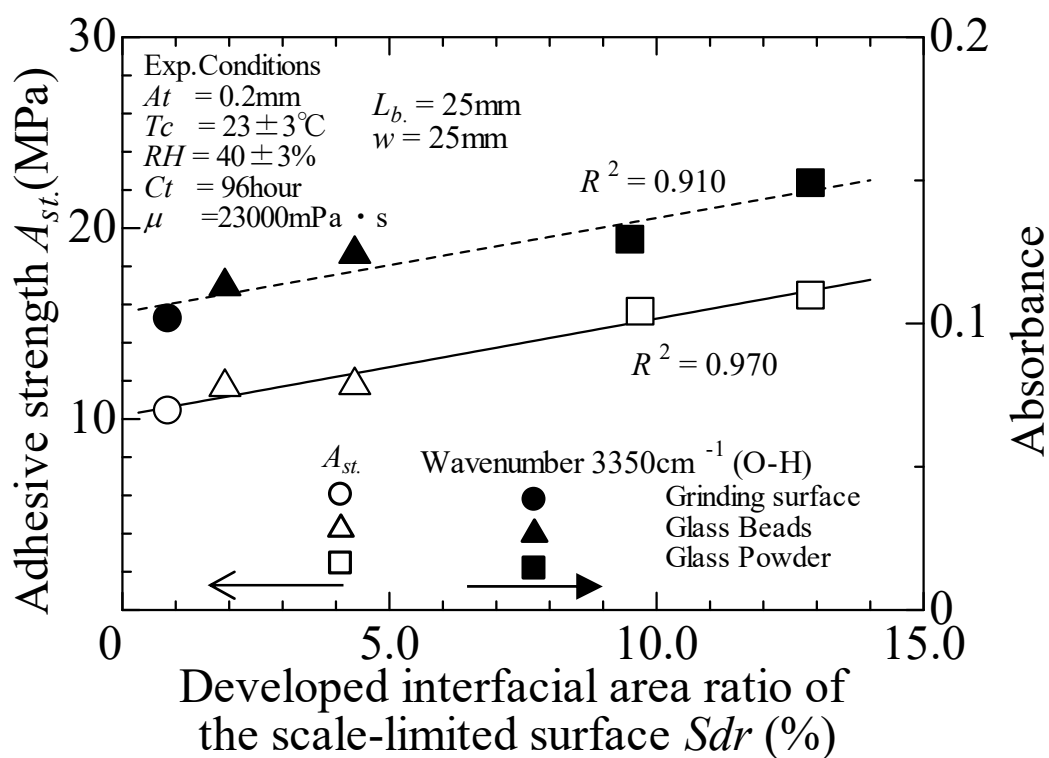 30
20
10
Adhesive strength Ast.(MPa)
Exp.Conditions
At = 0.2mm
Tc = 23±3℃
RH = 40±3%
Ct = 96hour
μ =23000mPa・s
Lb. = 25mm
w = 25mm
R 2 = 0.910
R 2 = 0.970
Ast.
Wavenumber 3350cm -1 (O-H)
Grinding surface
Glass Beads
Glass Powder
0.2
0.1
0
Absorbance
0 5.0 10.0 15.0
Developed interfacial area ratio of
the scale-limited surface Sdr (%)